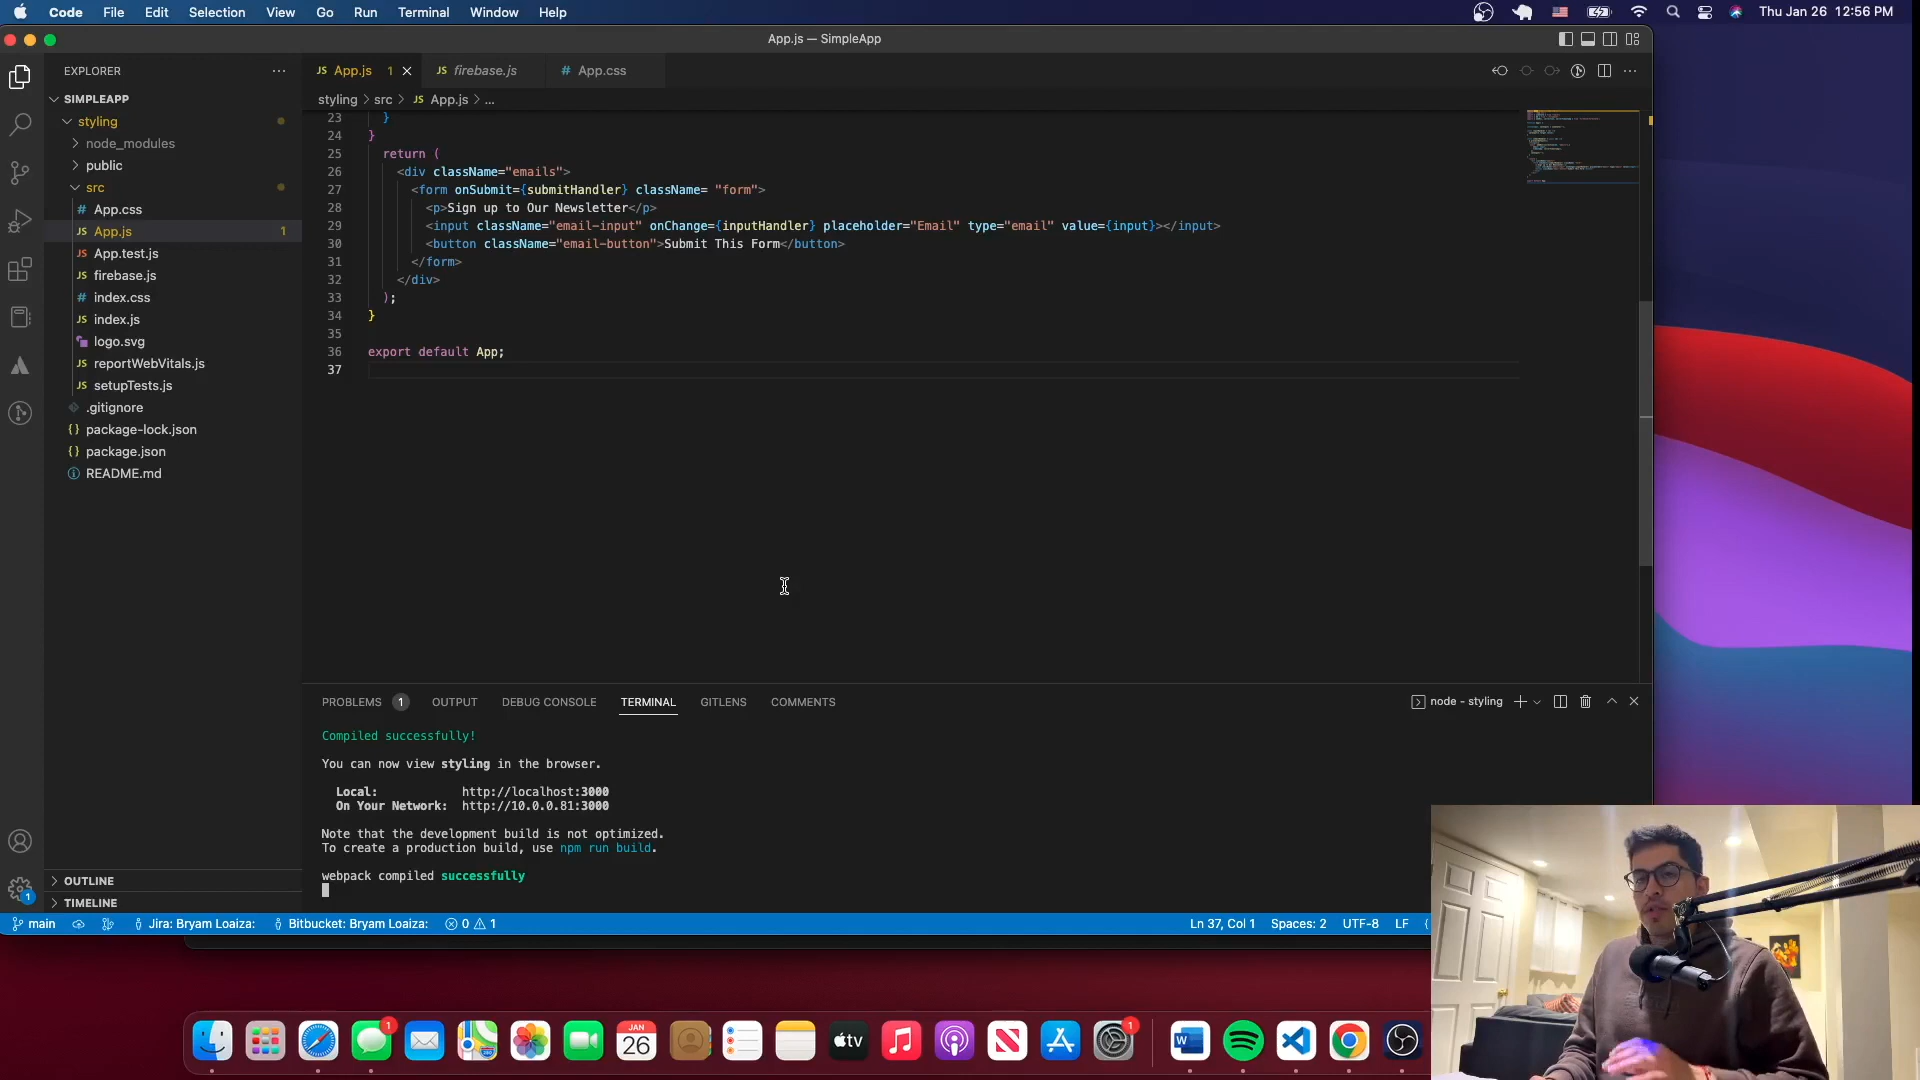 Code File Edit Selection View Go Run Terminal Window Help
Thu Jan 26 12:56 PM
App.js — SimpleApp
EXPLORER
SIMPLEAPP
styling
node_modules
public
src
App.css
App.js 1
App.test.js
firebase.js
index.css
index.js
logo.svg
reportWebVitals.js
setupTests.js
.gitignore
package-lock.json
package.json
README.md
OUTLINE
TIMELINE
JS App.js 1
JS firebase.js
# App.css
styling > src > JS App.js > ...
23 }
24 }
25 return (
26 <div className="emails">
27 <form onSubmit={submitHandler} className= "form">
28 <p>Sign up to Our Newsletter</p>
29 <input className="email-input" onChange={inputHandler} placeholder="Email" type="email" value={input}></input>
30 <button className="email-button">Submit This Form</button>
31 </form>
32 </div>
33 );
34 }
35
36 export default App;
37
PROBLEMS 1 OUTPUT DEBUG CONSOLE TERMINAL GITLENS COMMENTS
node - styling
Compiled successfully!
You can now view styling in the browser.
Local: http://localhost:3000
On Your Network: http://10.0.0.81:3000
Note that the development build is not optimized.
To create a production build, use npm run build.
webpack compiled successfully
main Jira: Bryam Loaiza: Bitbucket: Bryam Loaiza: 0 1
Ln 37, Col 1 Spaces: 2 UTF-8 LF
1
JAN
26
tv
1
W